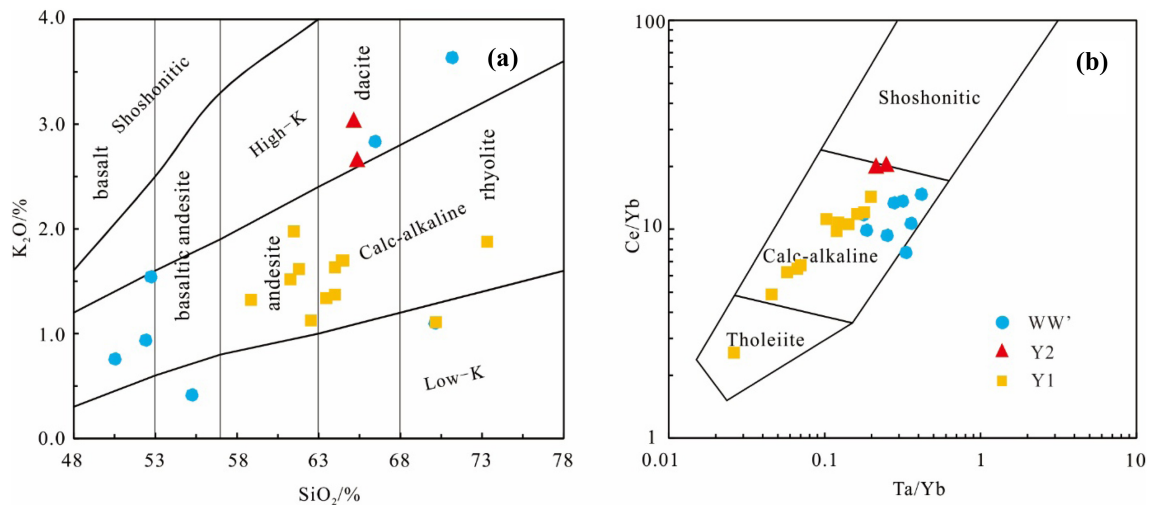 (a)
4.0
3.0
2.0
1.0
0.0
K₂O/%
48
53
58
63
68
73
78
SiO₂/%
basalt
Shoshonitic
basaltic andesite
High-K
andesite
dacite
Calc-alkaline
rhyolite
Low-K
(b)
100
10
1
Ce/Yb
0.01
0.1
1
10
Ta/Yb
Shoshonitic
Calc-alkaline
Tholeiite
WW’
Y2
Y1